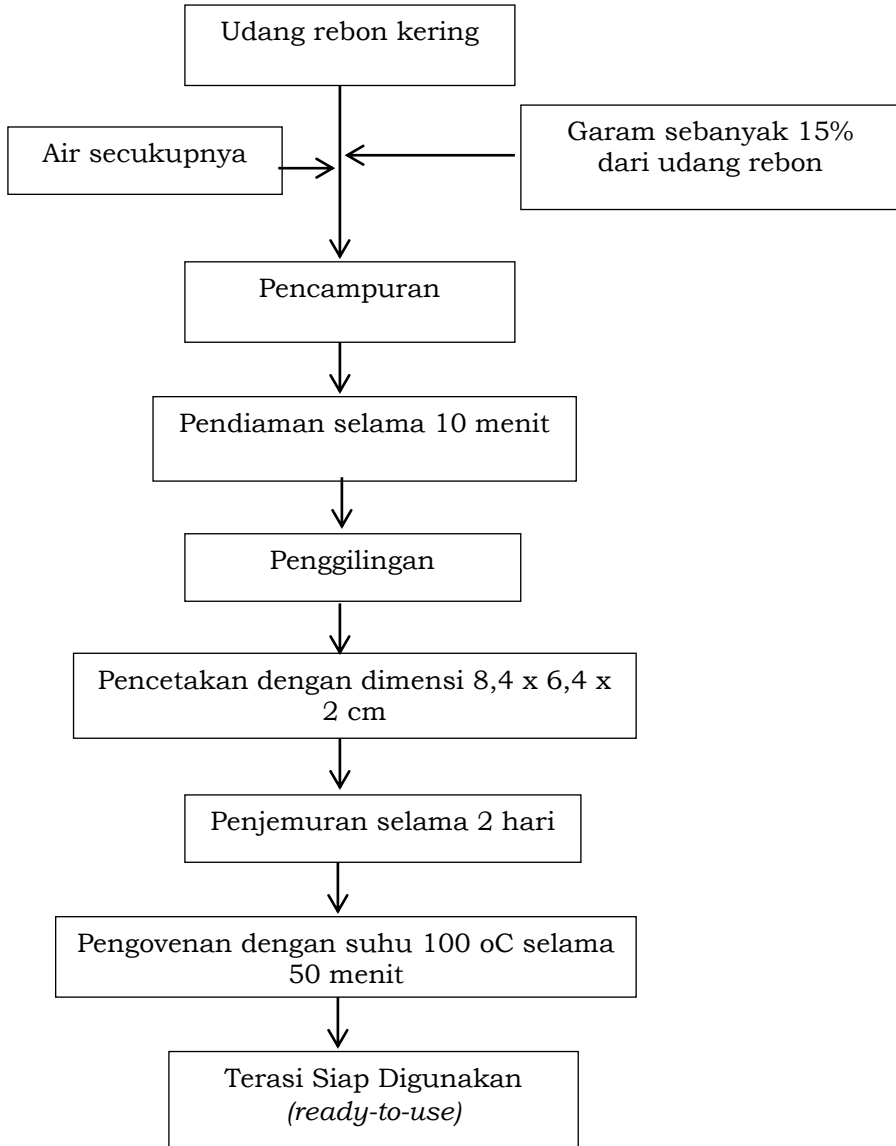 Udang rebon kering
Air secukupnya
Garam sebanyak 15%
dari udang rebon
Pencampuran
Pendiaman selama 10 menit
Penggilingan
Pencetakan dengan dimensi 8,4 x 6,4 x
2 cm
Penjemuran selama 2 hari
Pengovenan dengan suhu 100 oC selama
50 menit
Terasi Siap Digunakan
(ready-to-use)